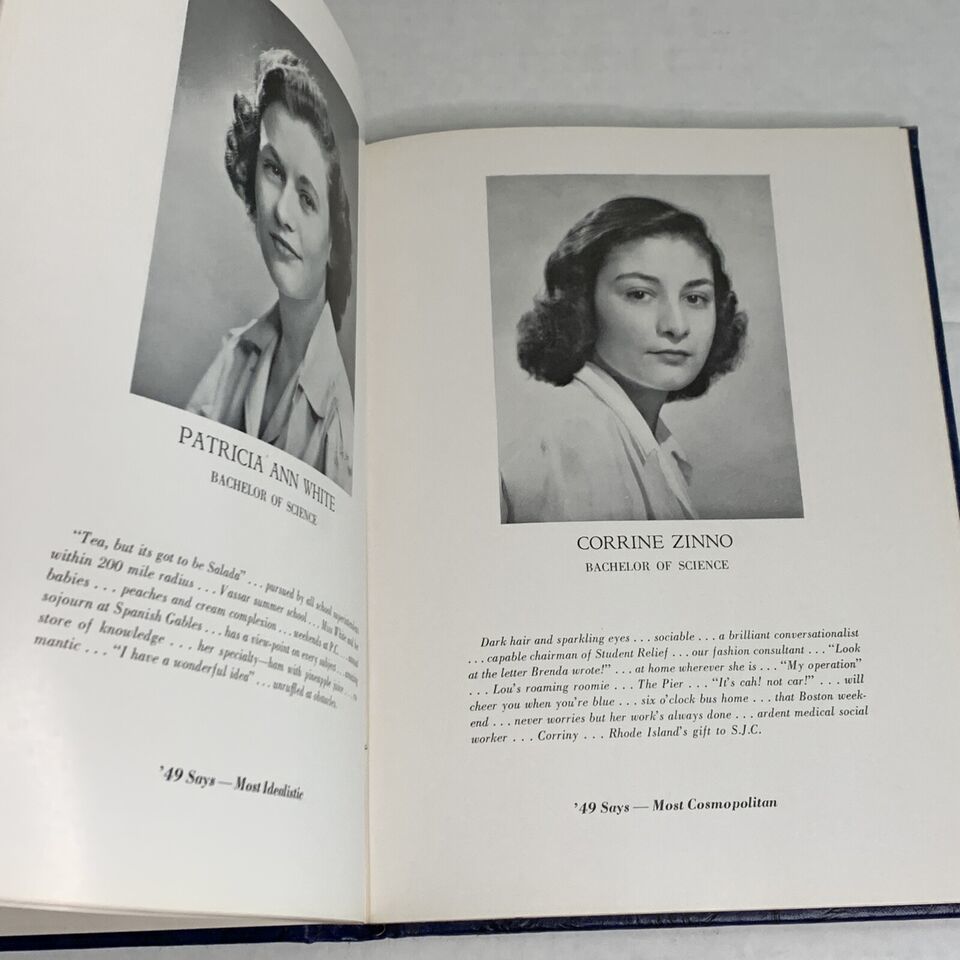 PATRICIA ANN WHITE
BACHELOR OF SCIENCE
"Tea, but its got to be Salada" . . . pursued by all school superintendents
within 200 mile radius . . . Vassar summer school . . . Miss White and her
babies . . . peaches and cream complexion . . . weekends at P.C. . . . annual
sojourn at Spanish Gables . . . has a view-point on every subject . . . amazing
store of knowledge . . . her specialty—ham with pineapple juice . . . ro-
mantic . . . "I have a wonderful idea" . . . unruffled at obstacles.
'49 Says — Most Idealistic
CORRINE ZINNO
BACHELOR OF SCIENCE
Dark hair and sparkling eyes . . . sociable . . . a brilliant conversationalist
. . . capable chairman of Student Relief . . . our fashion consultant . . . "Look
at the letter Brenda wrote!" . . . at home wherever she is . . . "My operation"
. . . Lou's roaming roomie . . . The Pier . . . "It's cah! not car!" . . . will
cheer you when you're blue . . . six o'clock bus home . . . that Boston week-
end . . . never worries but her work's always done . . . ardent medical social
worker . . . Corriny . . . Rhode Island's gift to S.J.C.
'49 Says — Most Cosmopolitan